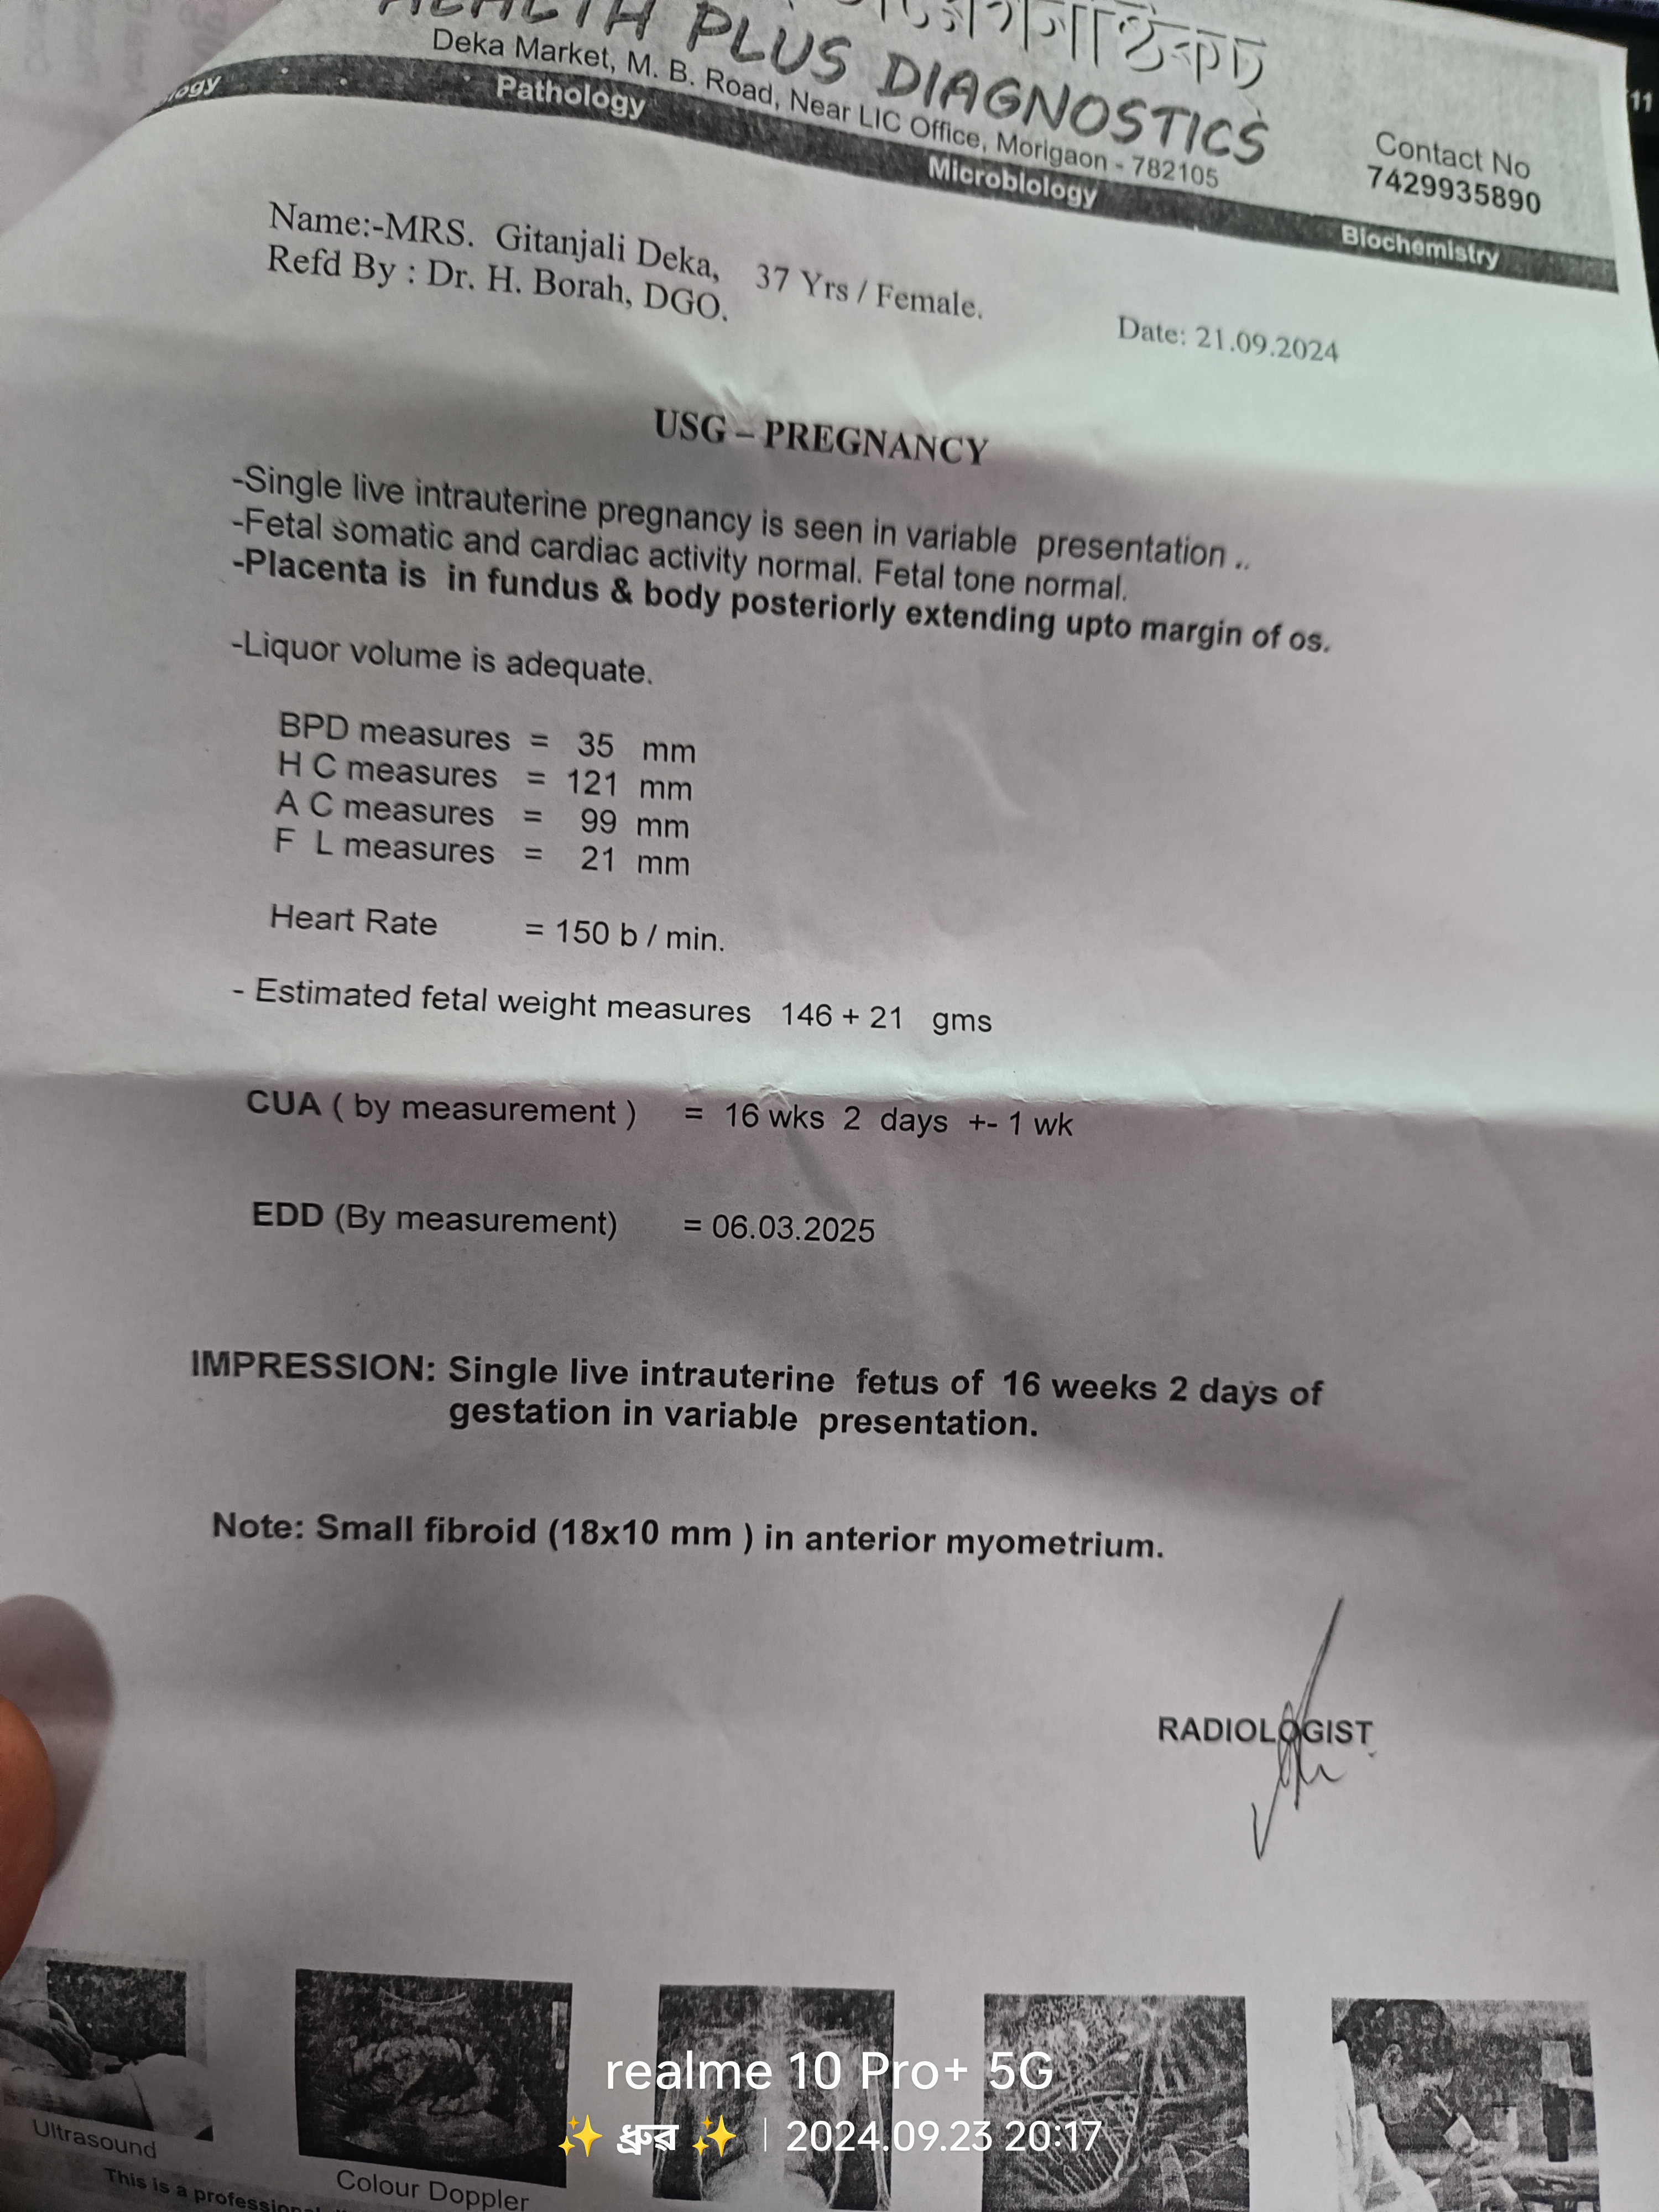 HEALTH PLUS DIAGNOSTICS
Deka Market, M. B. Road, Near LIC Office, Morigaon - 782105
Contact No
7429935890
Pathology
Microbiology
Biochemistry
Name:-MRS. Gitanjali Deka, 37 Yrs / Female.
Refd By : Dr. H. Borah, DGO.
Date: 21.09.2024
USG – PREGNANCY
-Single live intrauterine pregnancy is seen in variable presentation ..
-Fetal somatic and cardiac activity normal. Fetal tone normal.
-Placenta is in fundus & body posteriorly extending upto margin of os.
-Liquor volume is adequate.
BPD measures = 35 mm
H C measures = 121 mm
A C measures = 99 mm
F L measures = 21 mm
Heart Rate = 150 b / min.
- Estimated fetal weight measures 146 + 21 gms
CUA ( by measurement ) = 16 wks 2 days +- 1 wk
EDD (By measurement) = 06.03.2025
IMPRESSION: Single live intrauterine fetus of 16 weeks 2 days of
gestation in variable presentation.
Note: Small fibroid (18x10 mm ) in anterior myometrium.
RADIOLOGIST
Ultrasound
Colour Doppler
This is a
realme 10 Pro+ 5G
✨ ধ্রুৱ ✨ | 2024.09.23 20:17
11